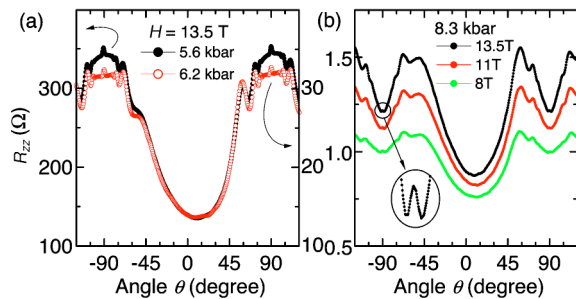 (a)
H = 13.5 T
5.6 kbar
6.2 kbar
R_zz (Ω)
300
200
100
30
20
10
-90 -45 0 45 90
Angle θ (degree)
(b)
8.3 kbar
13.5T
11T
8T
1.5
1.0
0.5
-90 -45 0 45 90
Angle θ (degree)